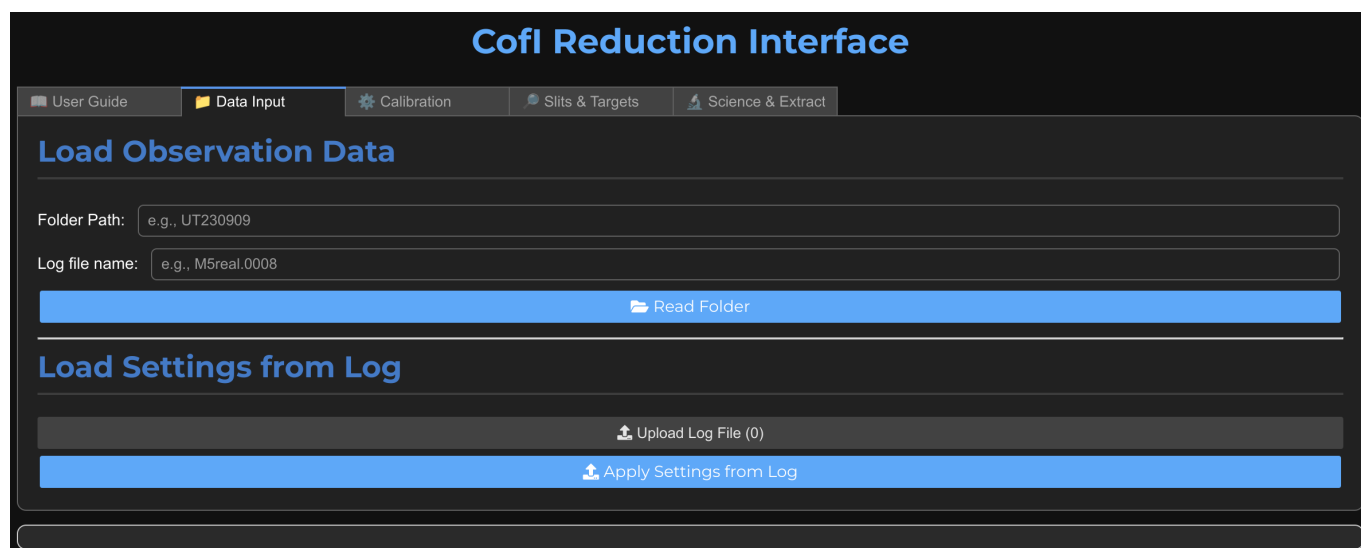 CofI Reduction Interface
User Guide
Data Input
Calibration
Slits & Targets
Science & Extract
Load Observation Data
Folder Path: e.g., UT230909
Log file name: e.g., M5real.0008
Read Folder
Load Settings from Log
Upload Log File (0)
Apply Settings from Log